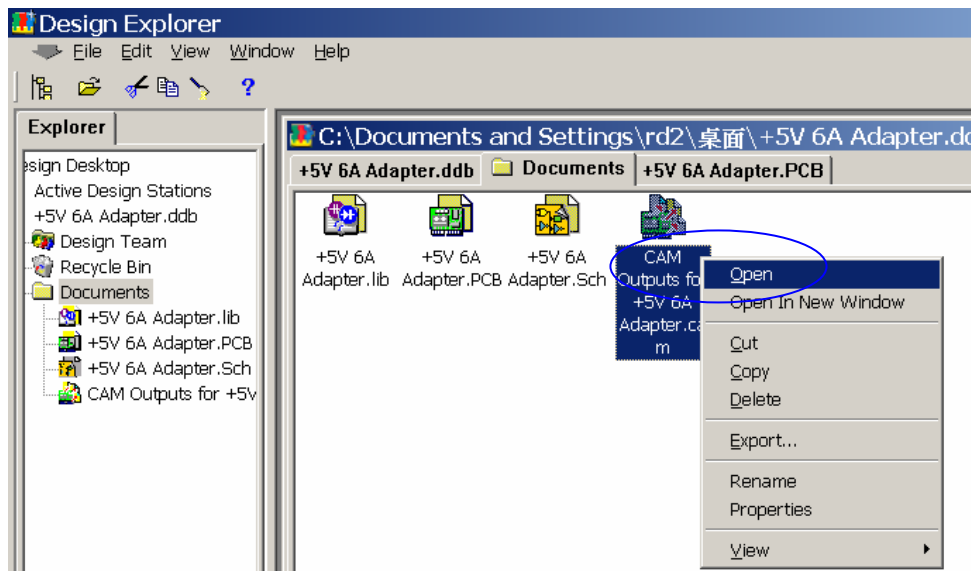 Design Explorer
File Edit View Window Help
Explorer
esign Desktop
Active Design Stations
+5V 6A Adapter.ddb
Design Team
Recycle Bin
Documents
+5V 6A Adapter.lib
+5V 6A Adapter.PCB
+5V 6A Adapter.Sch
CAM Outputs for +5V
C:\Documents and Settings\rd2\桌面\+5V 6A Adapter.dd
+5V 6A Adapter.ddb Documents +5V 6A Adapter.PCB
+5V 6A
Adapter.lib
+5V 6A
Adapter.PCB
+5V 6A
Adapter.Sch
CAM
Outputs fo
+5V 6A
Adapter.ca
m
Open
Open In New Window
Cut
Copy
Delete
Export...
Rename
Properties
View